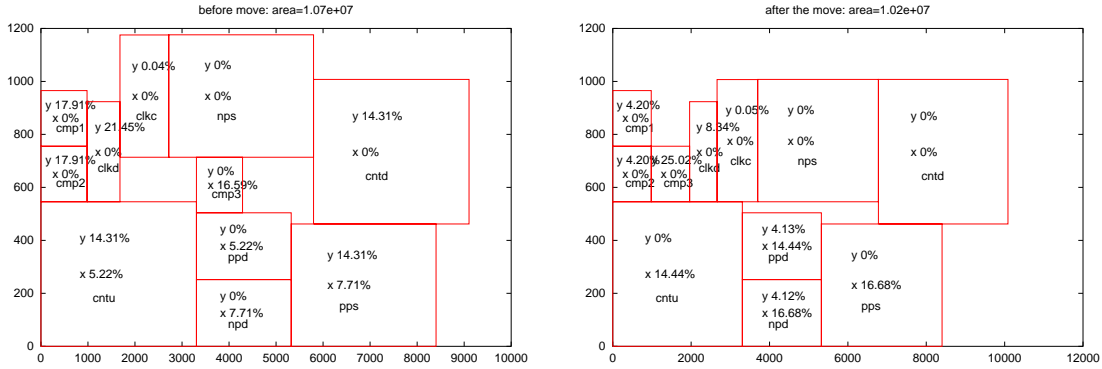 before move: area=1.07e+07
1200
1000
800
600
400
200
0
0 1000 2000 3000 4000 5000 6000 7000 8000 9000 10000
y 17.91%
x 0%
cmp1
y 17.91%
x 0%
cmp2
y 21.45%
x 0%
clkd
y 0.04%
x 0%
clkc
y 0%
x 0%
nps
y 14.31%
x 0%
cntd
y 0%
x 16.59%
cmp3
y 14.31%
x 5.22%
cntu
y 0%
x 5.22%
ppd
y 0%
x 7.71%
npd
y 14.31%
x 7.71%
pps
after the move: area=1.02e+07
1200
1000
800
600
400
200
0
0 2000 4000 6000 8000 10000 12000
y 4.20%
x 0%
cmp1
y 4.20%
x 0%
cmp2
y 25.02%
x 0%
cmp3
y 8.34%
x 0%
clkd
y 0.05%
x 0%
clkc
y 0%
x 0%
nps
y 0%
x 0%
cntd
y 0%
x 14.44%
cntu
y 4.13%
x 14.44%
ppd
y 4.12%
x 16.68%
npd
y 0%
x 16.68%
pps